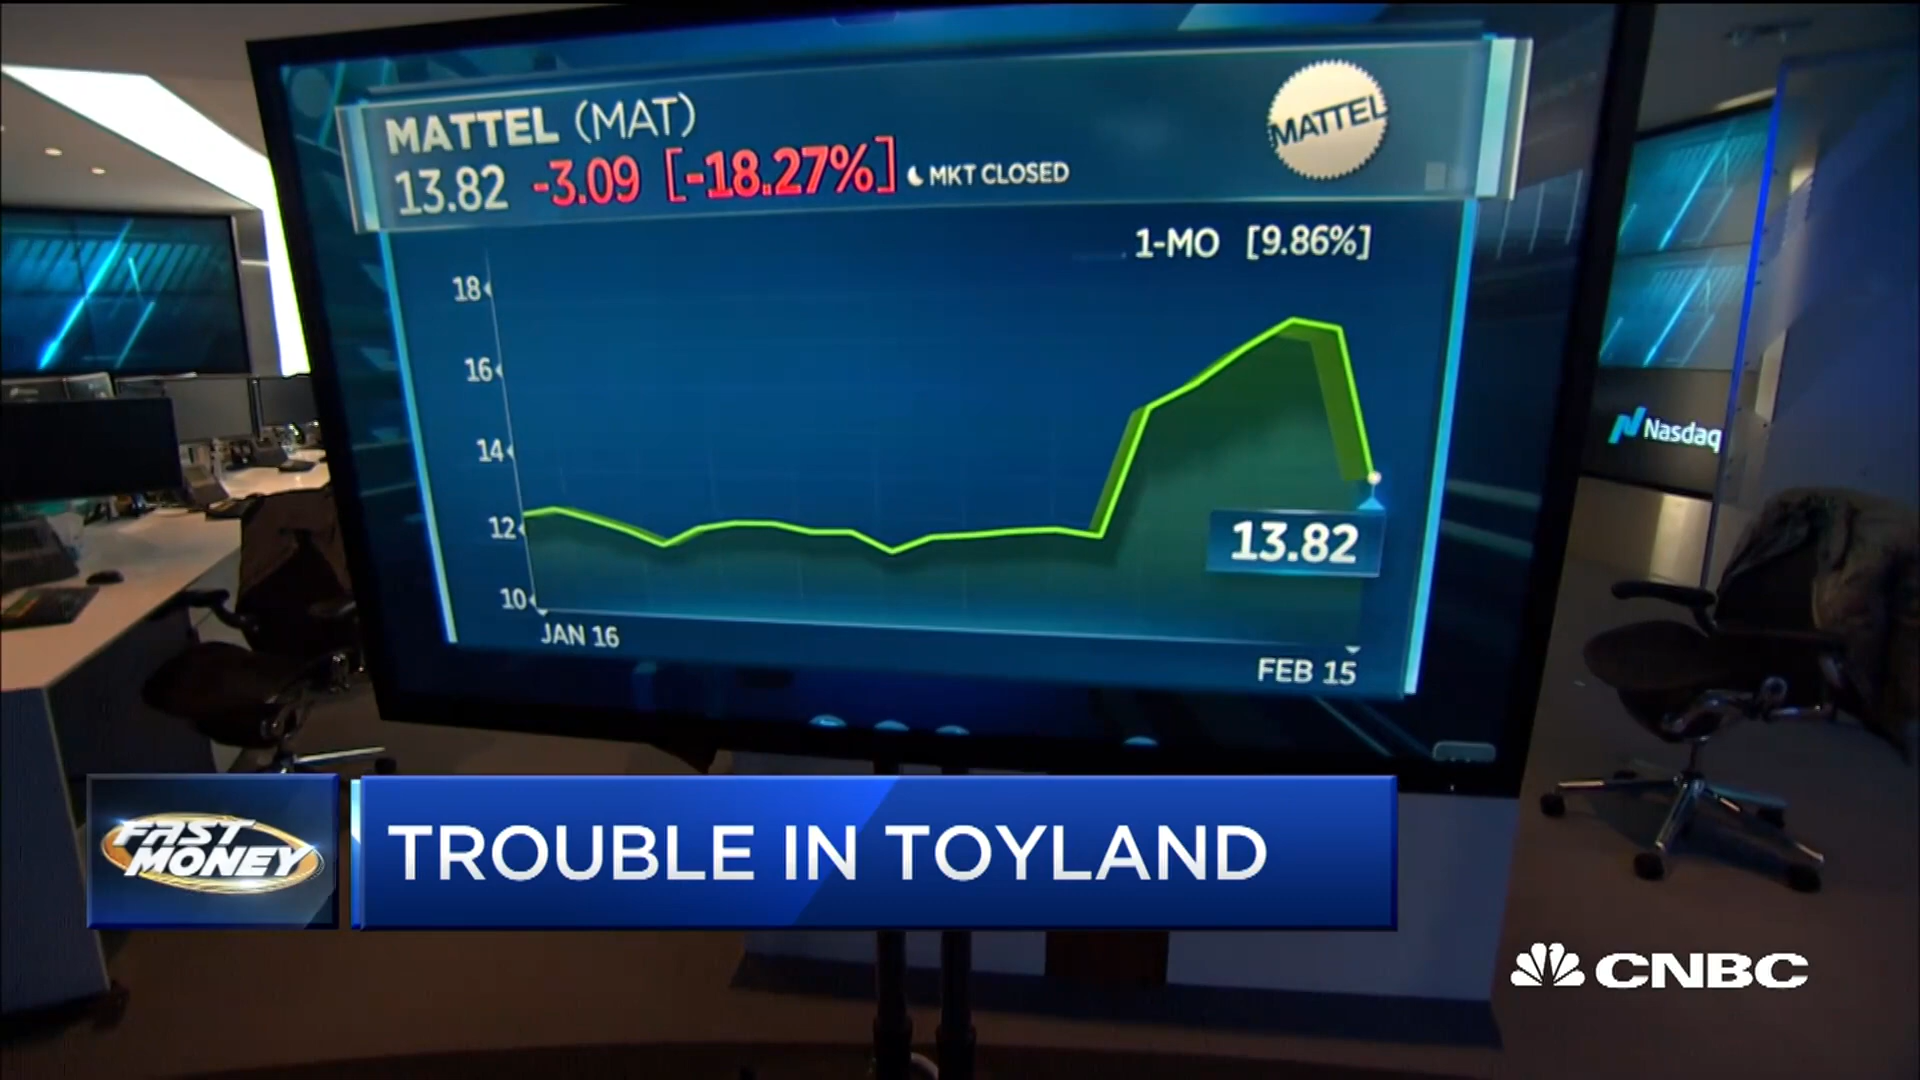 MATTEL (MAT)
13.82 -3.09 [-18.27%] MKT CLOSED
MATTEL
1-MO [9.86%]
18
16
14
12
10
13.82
JAN 16
FEB 15
Nasdaq
FAST MONEY
TROUBLE IN TOYLAND
CNBC